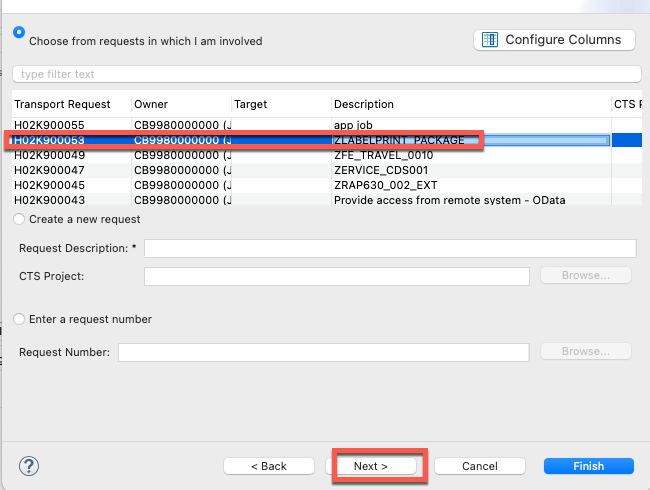 Choose from requests in which I am involved
Configure Columns
type filter text
Transport Request Owner Target Description CTS P
H02K900055 CB9980000000 (J app job
H02K900053 CB9980000000 (J ZLABELPRINT_PACKAGE
H02K900049 CB9980000000 (J ZFE_TRAVEL_0010
H02K900047 CB9980000000 (J ZERVICE_CDS001
H02K900045 CB9980000000 (J ZRAP630_002_EXT
H02K900043 CB9980000000 (J Provide access from remote system - OData
Create a new request
Request Description: *
CTS Project: Browse...
Enter a request number
Request Number: Browse...
? < Back Next > Cancel Finish